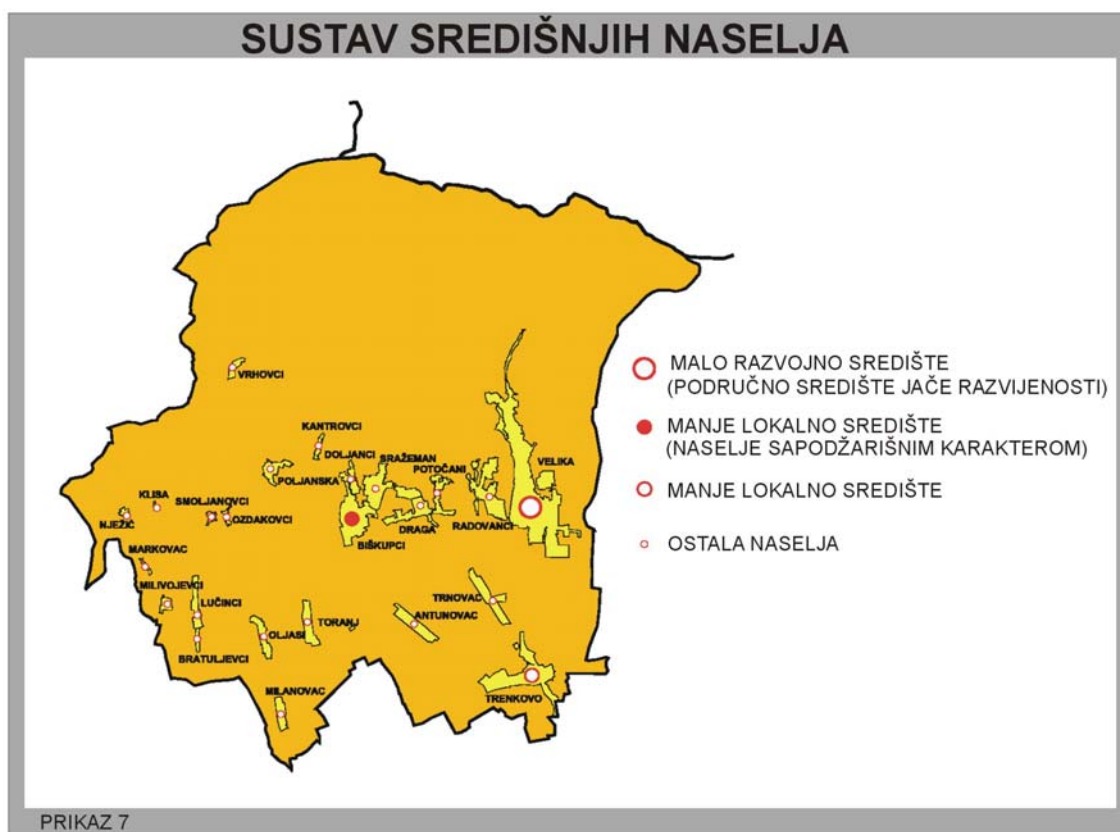 SUSTAV SREDIŠNJIH NASELJA
VRHOVCI
KANTROVCI
DOLJANCI
SRAŽEMAN
POTOČANI
VELIKA
POLJANSKA
KLISA
SMOLJANOVCI
NJEŽIĆ
OZDAKOVCI
DRAGA
RADOVANCI
BIŠKUPCI
MARKOVAC
MILIVOJEVCI
LUČINCI
TRNOVAC
ANTUNOVAC
TORANJ
OLJASI
BRATULJEVCI
MILANOVAC
TRENKOVO
MALO RAZVOJNO SREDIŠTE
(PODRUČNO SREDIŠTE JAČE RAZVIJENOSTI)
MANJE LOKALNO SREDIŠTE
(NASELJE SAPODŽARIŠNIM KARAKTEROM)
MANJE LOKALNO SREDIŠTE
OSTALA NASELJA
PRIKAZ 7